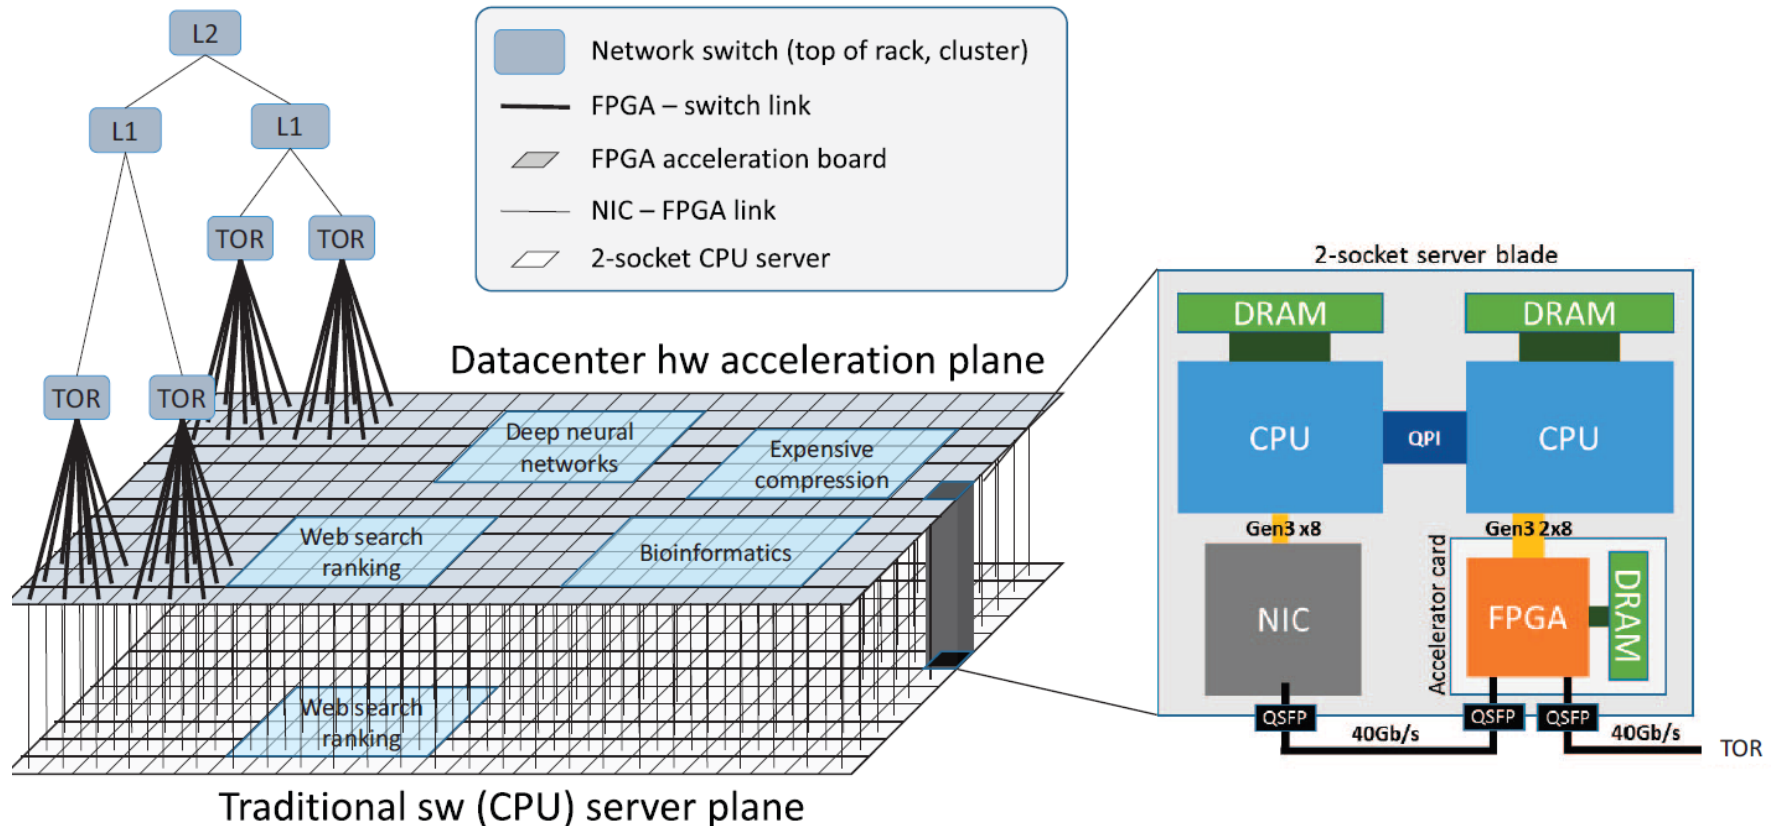 L2
L1
L1
TOR
TOR
TOR
TOR
Network switch (top of rack, cluster)
FPGA – switch link
FPGA acceleration board
NIC – FPGA link
2-socket CPU server
Datacenter hw acceleration plane
Deep neural
networks
Expensive
compression
Web search
ranking
Bioinformatics
Web search
ranking
Traditional sw (CPU) server plane
2-socket server blade
DRAM
DRAM
CPU
QPI
CPU
Gen3 x8
Gen3 2x8
Accelerator card
NIC
FPGA
DRAM
QSFP
QSFP
QSFP
40Gb/s
40Gb/s
TOR